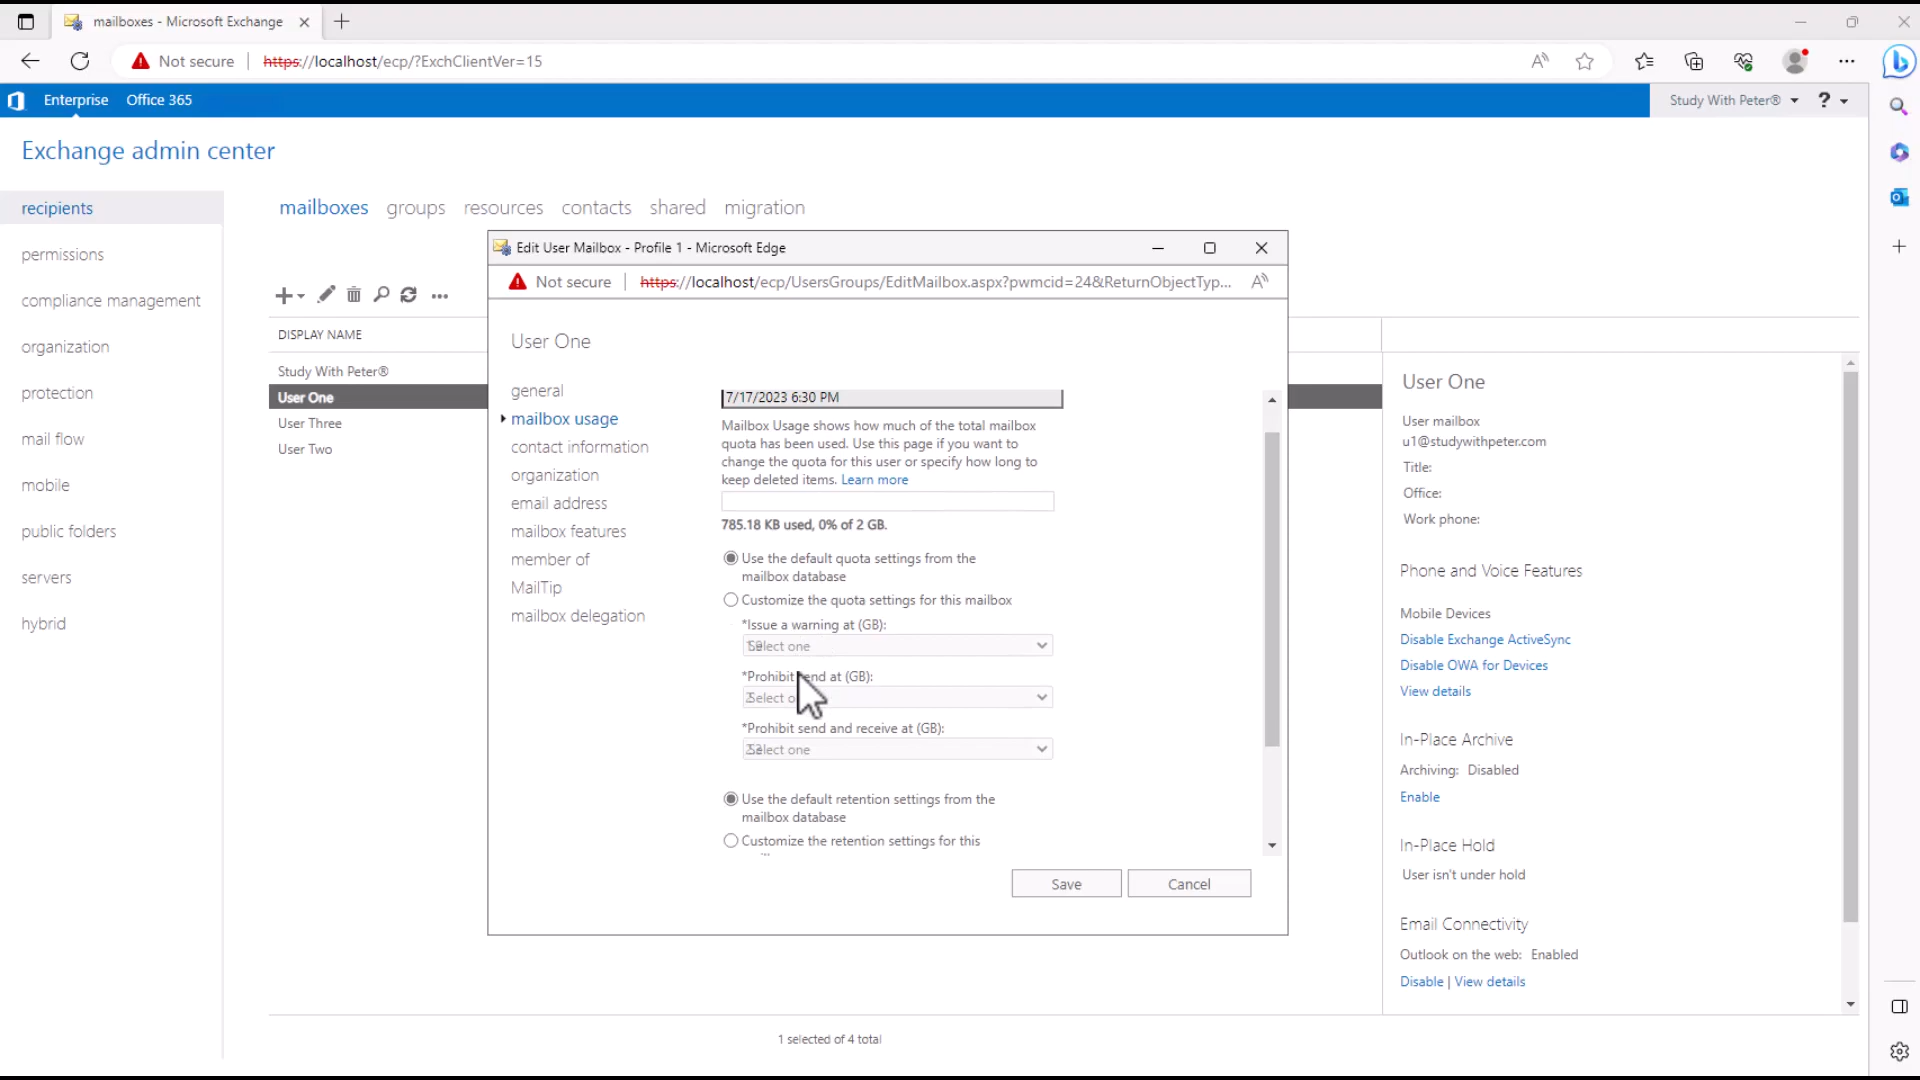 mailboxes - Microsoft Exchange
Not secure
https://localhost/ecp/?ExchClientVer=15
Enterprise
Office 365
Study With Peter®
?
Exchange admin center
recipients
permissions
compliance management
organization
protection
mail flow
mobile
public folders
servers
hybrid
mailboxes groups resources contacts shared migration
DISPLAY NAME
Study With Peter®
User One
User Three
User Two
1 selected of 4 total
Edit User Mailbox - Profile 1 - Microsoft Edge
Not secure
https://localhost/ecp/UsersGroups/EditMailbox.aspx?pwmcid=24&ReturnObjectTyp...
User One
general
mailbox usage
contact information
organization
email address
mailbox features
member of
MailTip
mailbox delegation
7/17/2023 6:30 PM
Mailbox Usage shows how much of the total mailbox
quota has been used. Use this page if you want to
change the quota for this user or specify how long to
keep deleted items. Learn more
785.18 KB used, 0% of 2 GB.
Use the default quota settings from the
mailbox database
Customize the quota settings for this mailbox
*Issue a warning at (GB):
Select one
*Prohibit send at (GB):
Select
*Prohibit send and receive at (GB):
Select one
Use the default retention settings from the
mailbox database
Customize the retention settings for this
Save
Cancel
User One
User mailbox
u1@studywithpeter.com
Title:
Office:
Work phone:
Phone and Voice Features
Mobile Devices
Disable Exchange ActiveSync
Disable OWA for Devices
View details
In-Place Archive
Archiving: Disabled
Enable
In-Place Hold
User isn't under hold
Email Connectivity
Outlook on the web: Enabled
Disable | View details